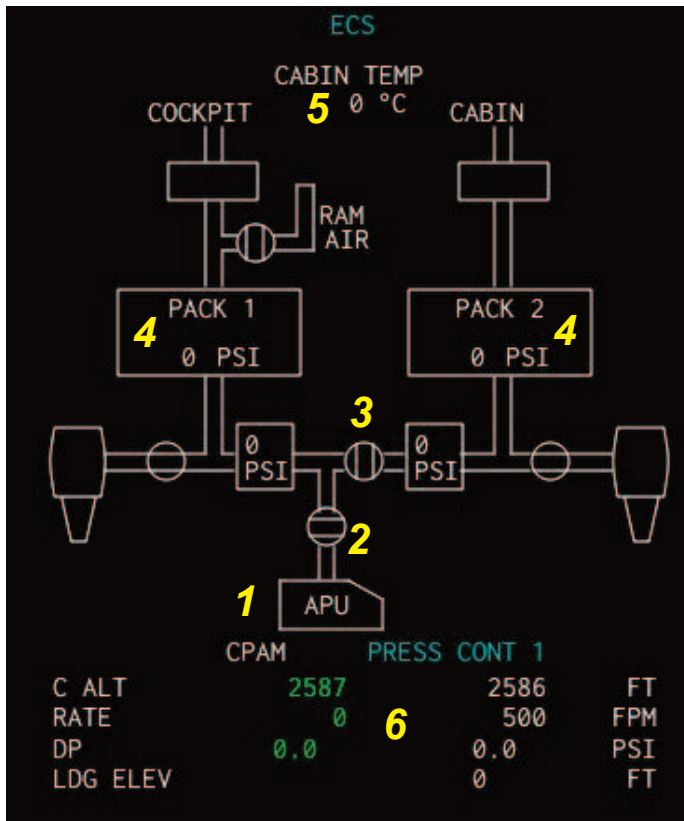 ECS
CABIN TEMP
5 0 °C
COCKPIT
CABIN
RAM
AIR
PACK 1
4
0 PSI
PACK 2
4
0 PSI
3
0
PSI
0
PSI
2
1
APU
CPAM PRESS CONT 1
C ALT 2587 2586 FT
RATE 0 6 500 FPM
DP 0.0 0.0 PSI
LDG ELEV 0 FT